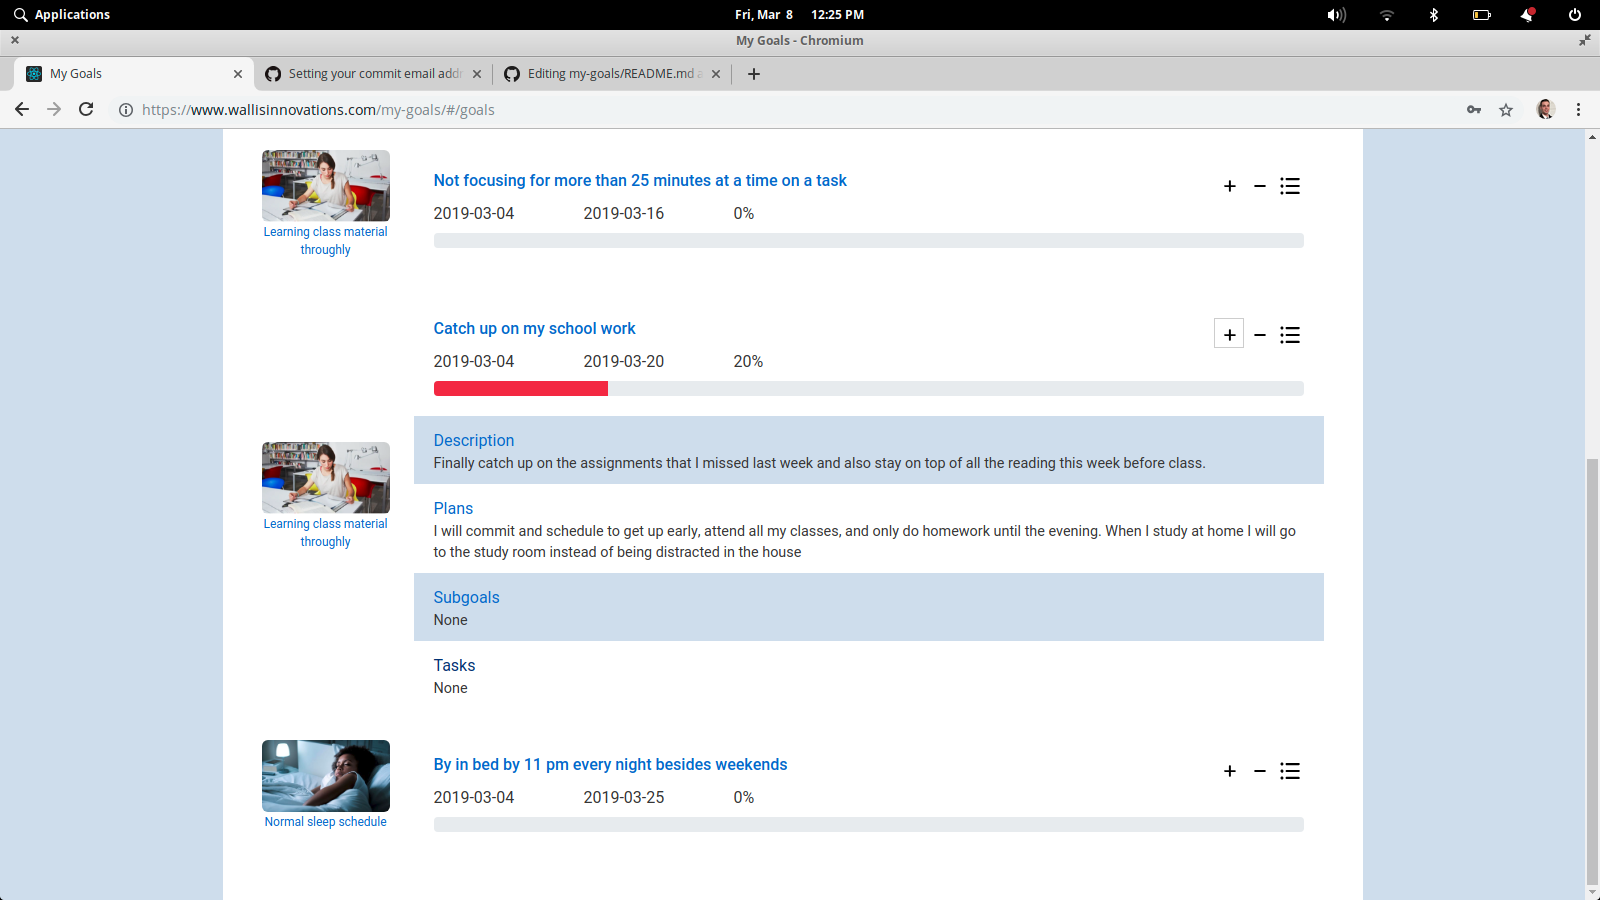 Applications
Fri, Mar 8 12:25 PM
My Goals - Chromium
My Goals
Setting your commit email addr
Editing my-goals/README.md a
https://www.wallisinnovations.com/my-goals/#/goals
Learning class material
throughly
Not focusing for more than 25 minutes at a time on a task
2019-03-04 2019-03-16 0%
Catch up on my school work
2019-03-04 2019-03-20 20%
Learning class material
throughly
Description
Finally catch up on the assignments that I missed last week and also stay on top of all the reading this week before class.
Plans
I will commit and schedule to get up early, attend all my classes, and only do homework until the evening. When I study at home I will go
to the study room instead of being distracted in the house
Subgoals
None
Tasks
None
Normal sleep schedule
By in bed by 11 pm every night besides weekends
2019-03-04 2019-03-25 0%